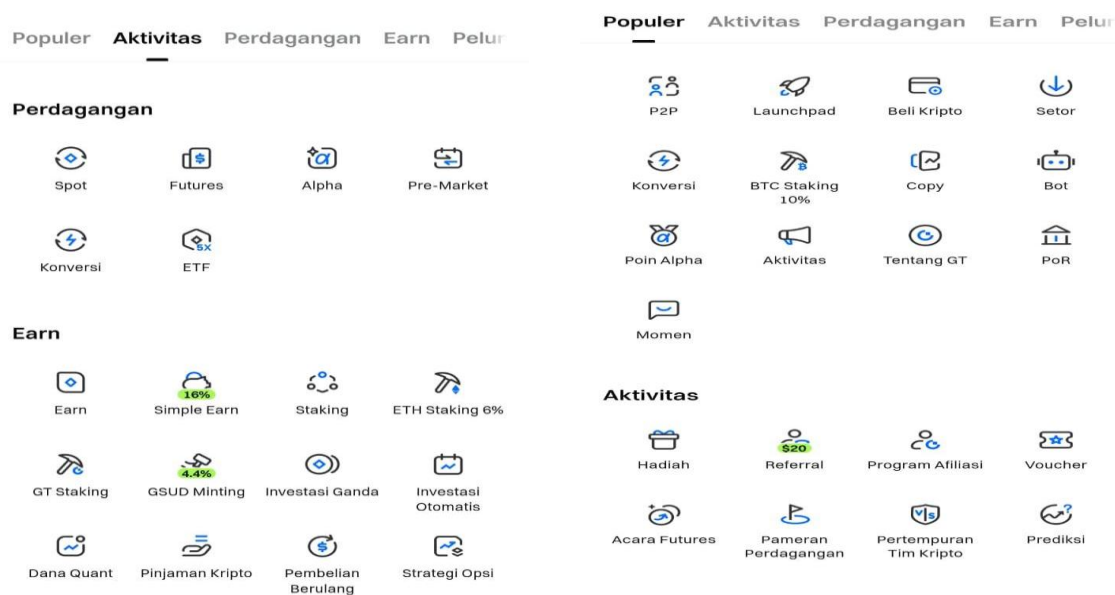 Populer Aktivitas Perdagangan Earn Pelur
Perdagangan
Spot Futures Alpha Pre-Market
Konversi ETF
5X
Earn
16%
Earn Simple Earn Staking ETH Staking 6%
4.4%
GT Staking GSUD Minting Investasi Ganda Investasi
Otomatis
Dana Quant Pinjaman Kripto Pembelian Strategi Opsi
Berulang
Populer Aktivitas Perdagangan Earn Pelur
P2P Launchpad Beli Kripto Setor
Konversi BTC Staking Copy Bot
10%
Poin Alpha Aktivitas Tentang GT PoR
Momen
Aktivitas
$20
Hadiah Referral Program Afiliasi Voucher
V S
Acara Futures Pameran Pertempuran Prediksi
Perdagangan Tim Kripto